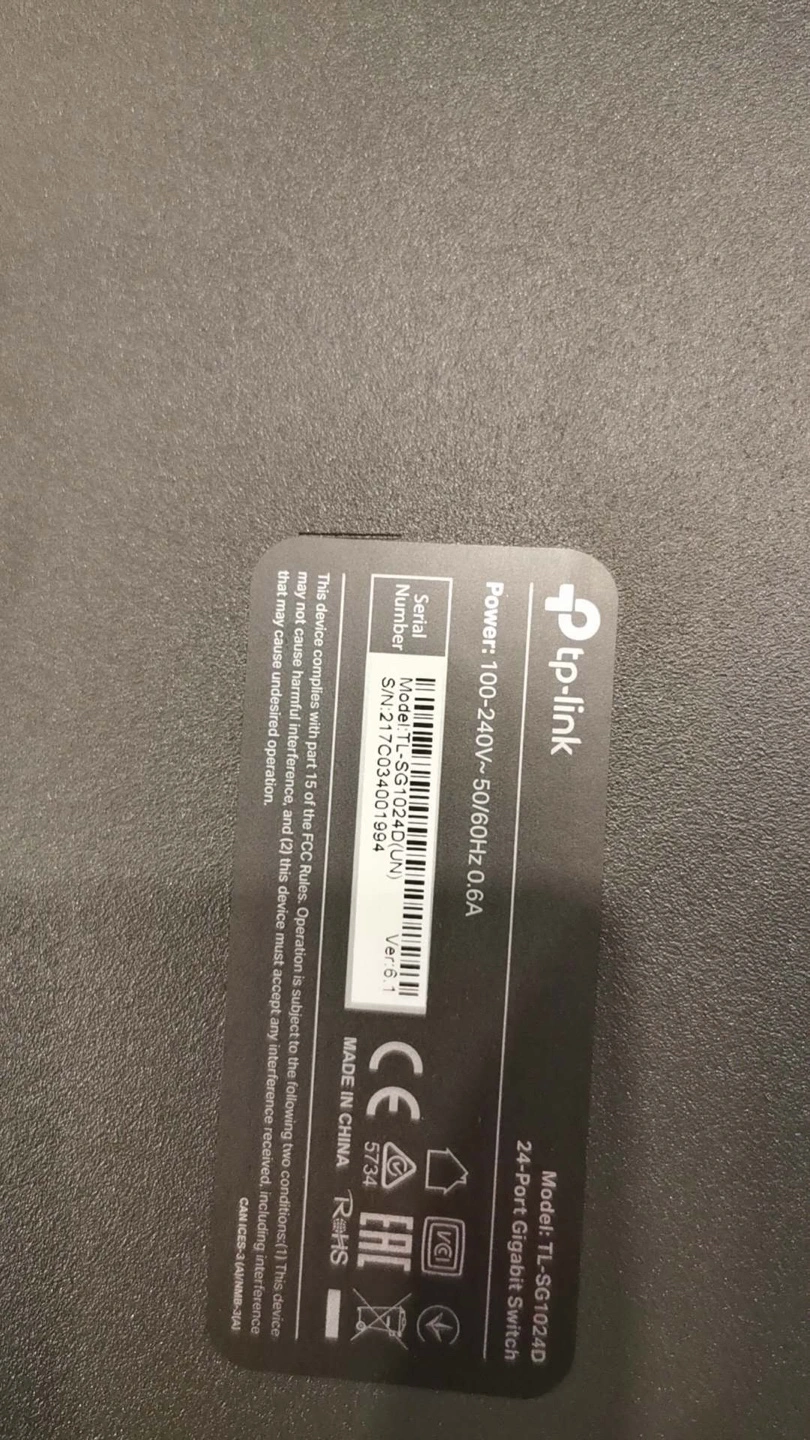 tp-link
Model: TL-SG1024D
24-Port Gigabit Switch
Power: 100-240V~ 50/60Hz 0.6A
Serial
Number
Model:TL-SG1024D(UN) Ver:6.1
S/N:217C034001994
VCI
CE
5734
EAC
MADE IN CHINA
RoHS
This device complies with part 15 of the FCC Rules. Operation is subject to the following two conditions:(1) This device
may not cause harmful interference, and (2) this device must accept any interference received, including interference
that may cause undesired operation.
CAN ICES-3 (A)/NMB-3(A)